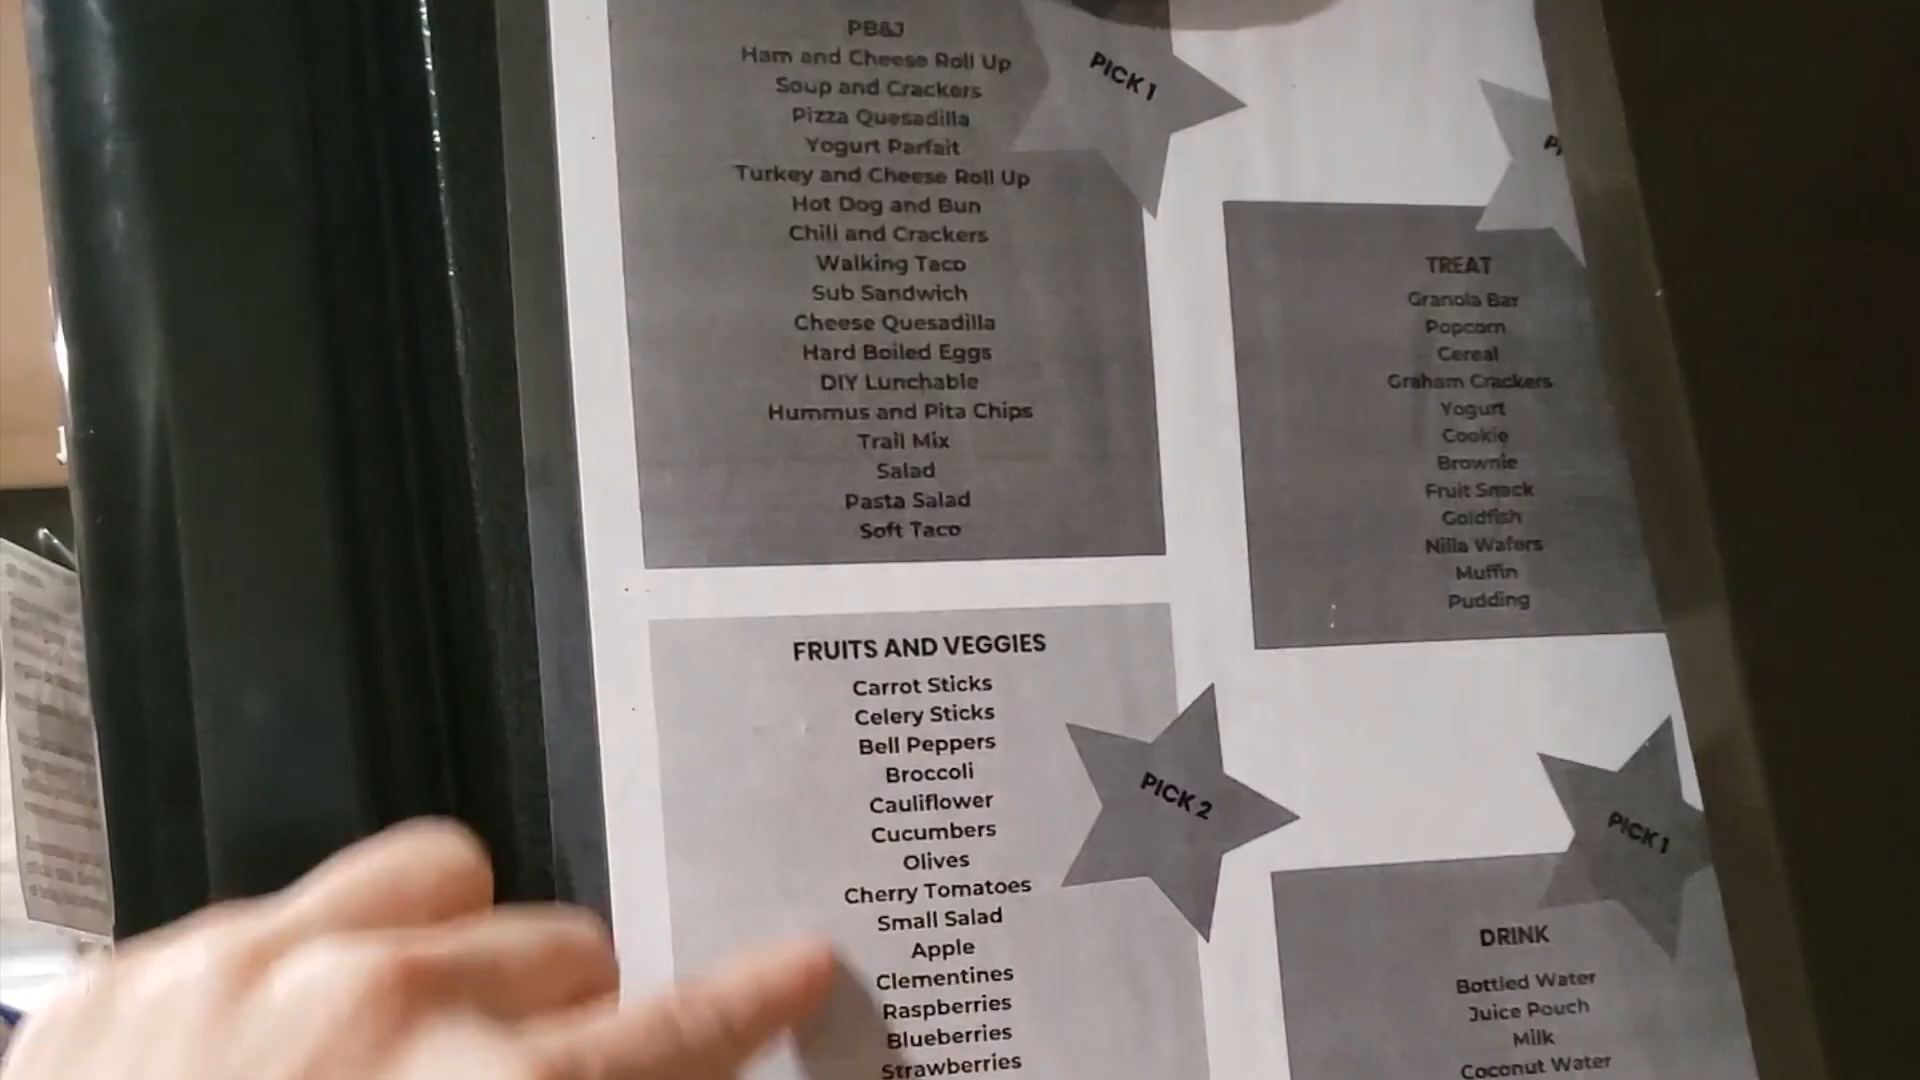 PB&J
Ham and Cheese Roll Up
Soup and Crackers
Pizza Quesadilla
Yogurt Parfait
Turkey and Cheese Roll Up
Hot Dog and Bun
Chili and Crackers
Walking Taco
Sub Sandwich
Cheese Quesadilla
Hard Boiled Eggs
DIY Lunchable
Hummus and Pita Chips
Trail Mix
Salad
Pasta Salad
Soft Taco
PICK 1
TREAT
Granola Bar
Popcorn
Cereal
Graham Crackers
Yogurt
Cookie
Brownie
Fruit Snack
Goldfish
Nilla Wafers
Muffin
Pudding
FRUITS AND VEGGIES
Carrot Sticks
Celery Sticks
Bell Peppers
Broccoli
Cauliflower
Cucumbers
Olives
Cherry Tomatoes
Small Salad
Apple
Clementines
Raspberries
Blueberries
Strawberries
PICK 2
PICK 1
DRINK
Bottled Water
Juice Pouch
Milk
Coconut Water